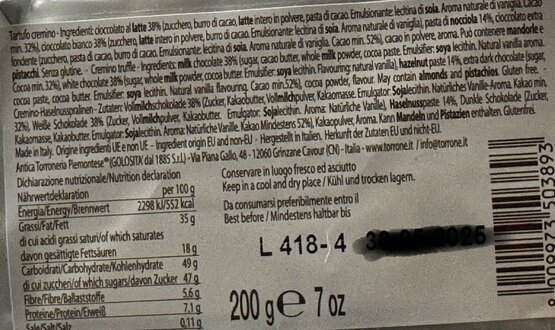 Tartufo cremino - Ingredienti: cioccolato al latte 38% (zucchero, burro di cacao, latte intero in polvere, pasta di cacao. Emulsionante: lecitina di soia. Aroma naturale di vaniglia. Cacao
min. 32%), cioccolato bianco 38% (zucchero, burro di cacao, latte intero in polvere. Emulsionante: lecitina di soia. Aroma naturale di vaniglia), pasta di nocciola 14%, cioccolato extra
fondente (zucchero, pasta di cacao, burro di cacao. Emulsionante: lecitina di soia. Aroma naturale di vaniglia. Cacao min. 52%), cacao in polvere, aroma. Può contenere mandorle e
pistacchi. Senza glutine. - Cremino truffle - Ingredients: milk chocolate 38% (sugar, cacao butter, whole milk powder, cocoa paste. Emulsifier: soya lecithin. Natural vanilla aroma.
Cocoa min. 32%), white chocolate 38% (sugar, whole milk powder, cocoa butter. Emulsifier: soya lecithin. Flavouring: natural vanilla), hazelnut paste 14%, extra dark chocolate (sugar,
cocoa paste, cocoa butter. Emulsifier: soya lecithin. Natural vanilla flavouring. Cacao min.52%), cocoa powder, flavour. May contain almonds and pistachios. Gluten free. -
Cremino-Haselnusspralinen - Zutaten: Vollmilchschokolade 38% (Zucker, Kakaobutter, Vollmilchpulver, Kakaomasse. Emulgator: Sojalecithin. Natürliches Vanille-Aroma. Kakao min.
32%), Weiße Schokolade 38% (Zucker, Vollmilchpulver, Kakaobutter. Emulgator: Sojalecithin. Aroma: Natürliche Vanille), Haselnusspaste 14%, Dunkle Schokolade (Zucker,
Kakaomasse, Kakaobutter. Emulgator: Sojalecithin. Aroma: Natürliche Vanille. Kakao Mindestens 52%), Kakaopulver, Aroma. Kann Mandeln und Pistazien enthalten. Glutenfrei.
Made in Italy. Origine ingredienti UE e non UE - Ingredient origin EU and non-EU - Hergestellt in Italien. Herkunft der Zutaten EU und nicht-EU.
Antica Torroneria Piemontese® (GOLOSITX dal 1885 S.r.l.) - Via Piana Gallo, 48 - 12060 Grinzane Cavour (CN) - Italia - www.torrone.it / info@torrone.it
Dichiarazione nutrizionale/Nutrition declaration
Nährwertdeklaration per 100 g
Energia/Energy/Brennwert 2298 kJ/552 kcal
Grassi/Fat/Fett 35 g
di cui acidi grassi saturi/of which saturates
davon gesättigte Fettsäuren 18 g
Carboidrati/Carbohydrate/Kohlenhydrate 49 g
di cui zuccheri/of which sugars/davon Zucker 47 g
Fibre/Fibre/Ballaststoffe 5,6 g
Proteine/Protein/Eiweiß 7,1 g
Sale/Salt/Salz 0,11 g
Conservare in luogo fresco ed asciutto
Keep in a cool and dry place / Kühl und trocken lagern.
Da consumarsi preferibilmente entro il
Best before / Mindestens haltbar bis
L 418-4
200 g e 7 oz